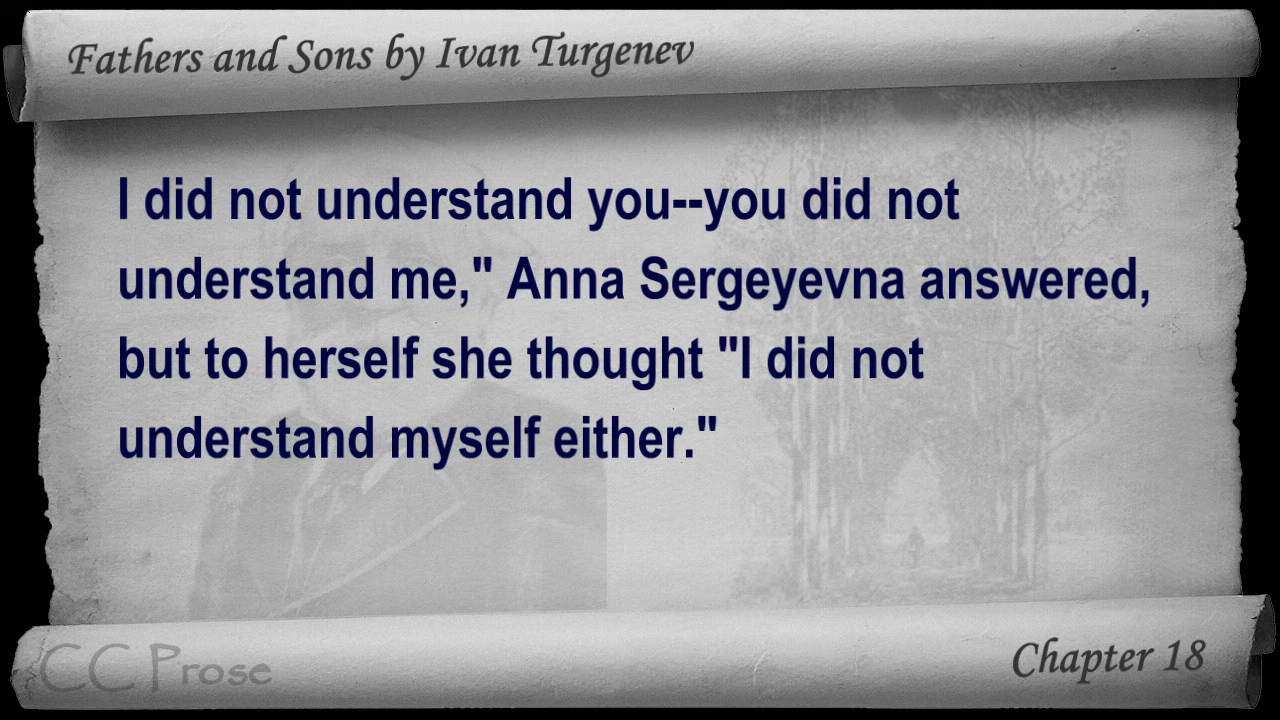 Fathers and Sons by Ivan Turgenev
I did not understand you--you did not
understand me," Anna Sergeyevna answered,
but to herself she thought "I did not
understand myself either."
CC Prose
Chapter 18